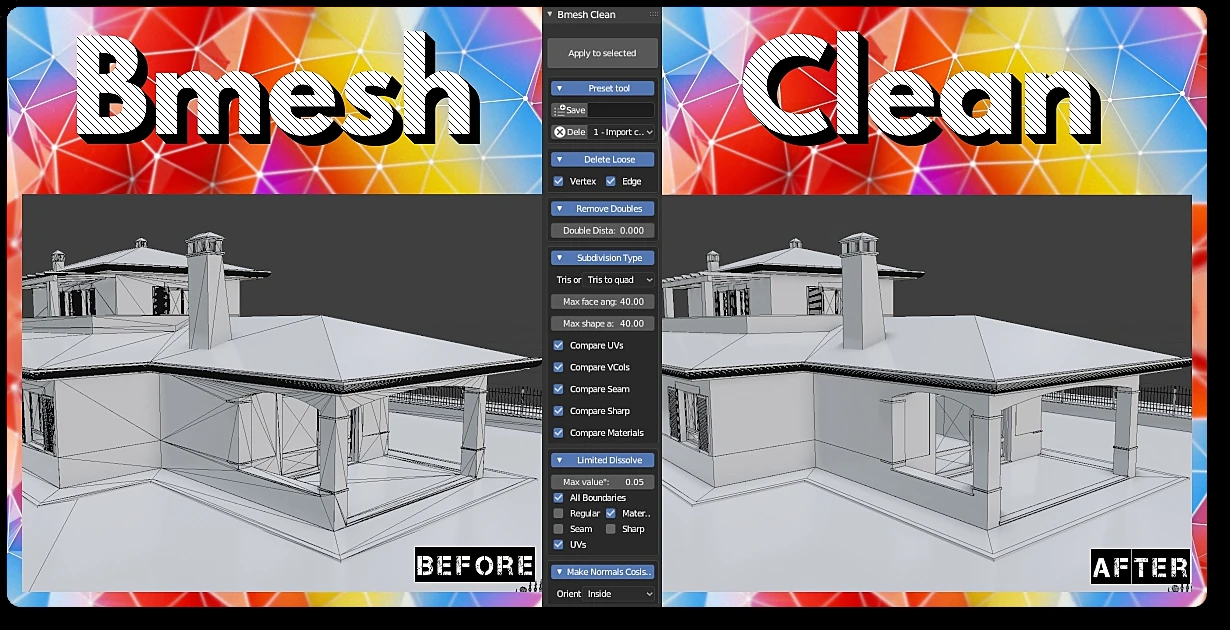 Bmesh Clean
Bmesh Clean
Apply to selected
Preset tool
Save
Dele 1 - Import c..
Delete Loose
Vertex Edge
Remove Doubles
Double Dista: 0.000
Subdivision Type
Tris or Tris to quad
Max face ang: 40.00
Max shape a: 40.00
Compare UVs
Compare VCols
Compare Seam
Compare Sharp
Compare Materials
Limited Dissolve
Max value°: 0.05
All Boundaries
Regular Mater..
Seam Sharp
UVs
Make Normals Cosis..
Orient Inside
BEFORE
AFTER